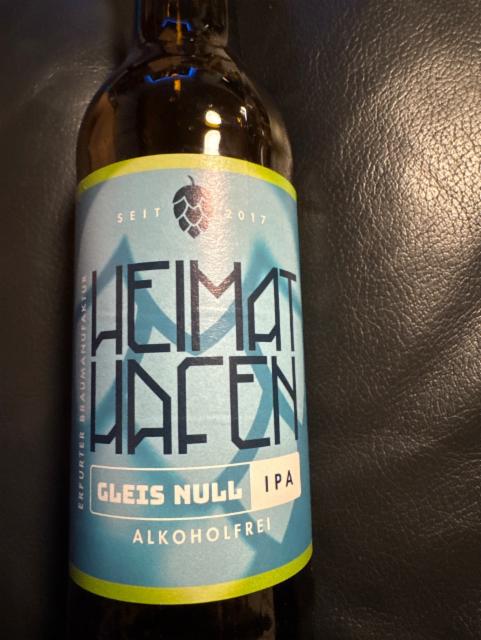 SEIT 2017
HEIMAT
HAFEN
GLEIS NULL IPA
ALKOHOLFREI
ERFURTER BRAUMANUFAKTUR